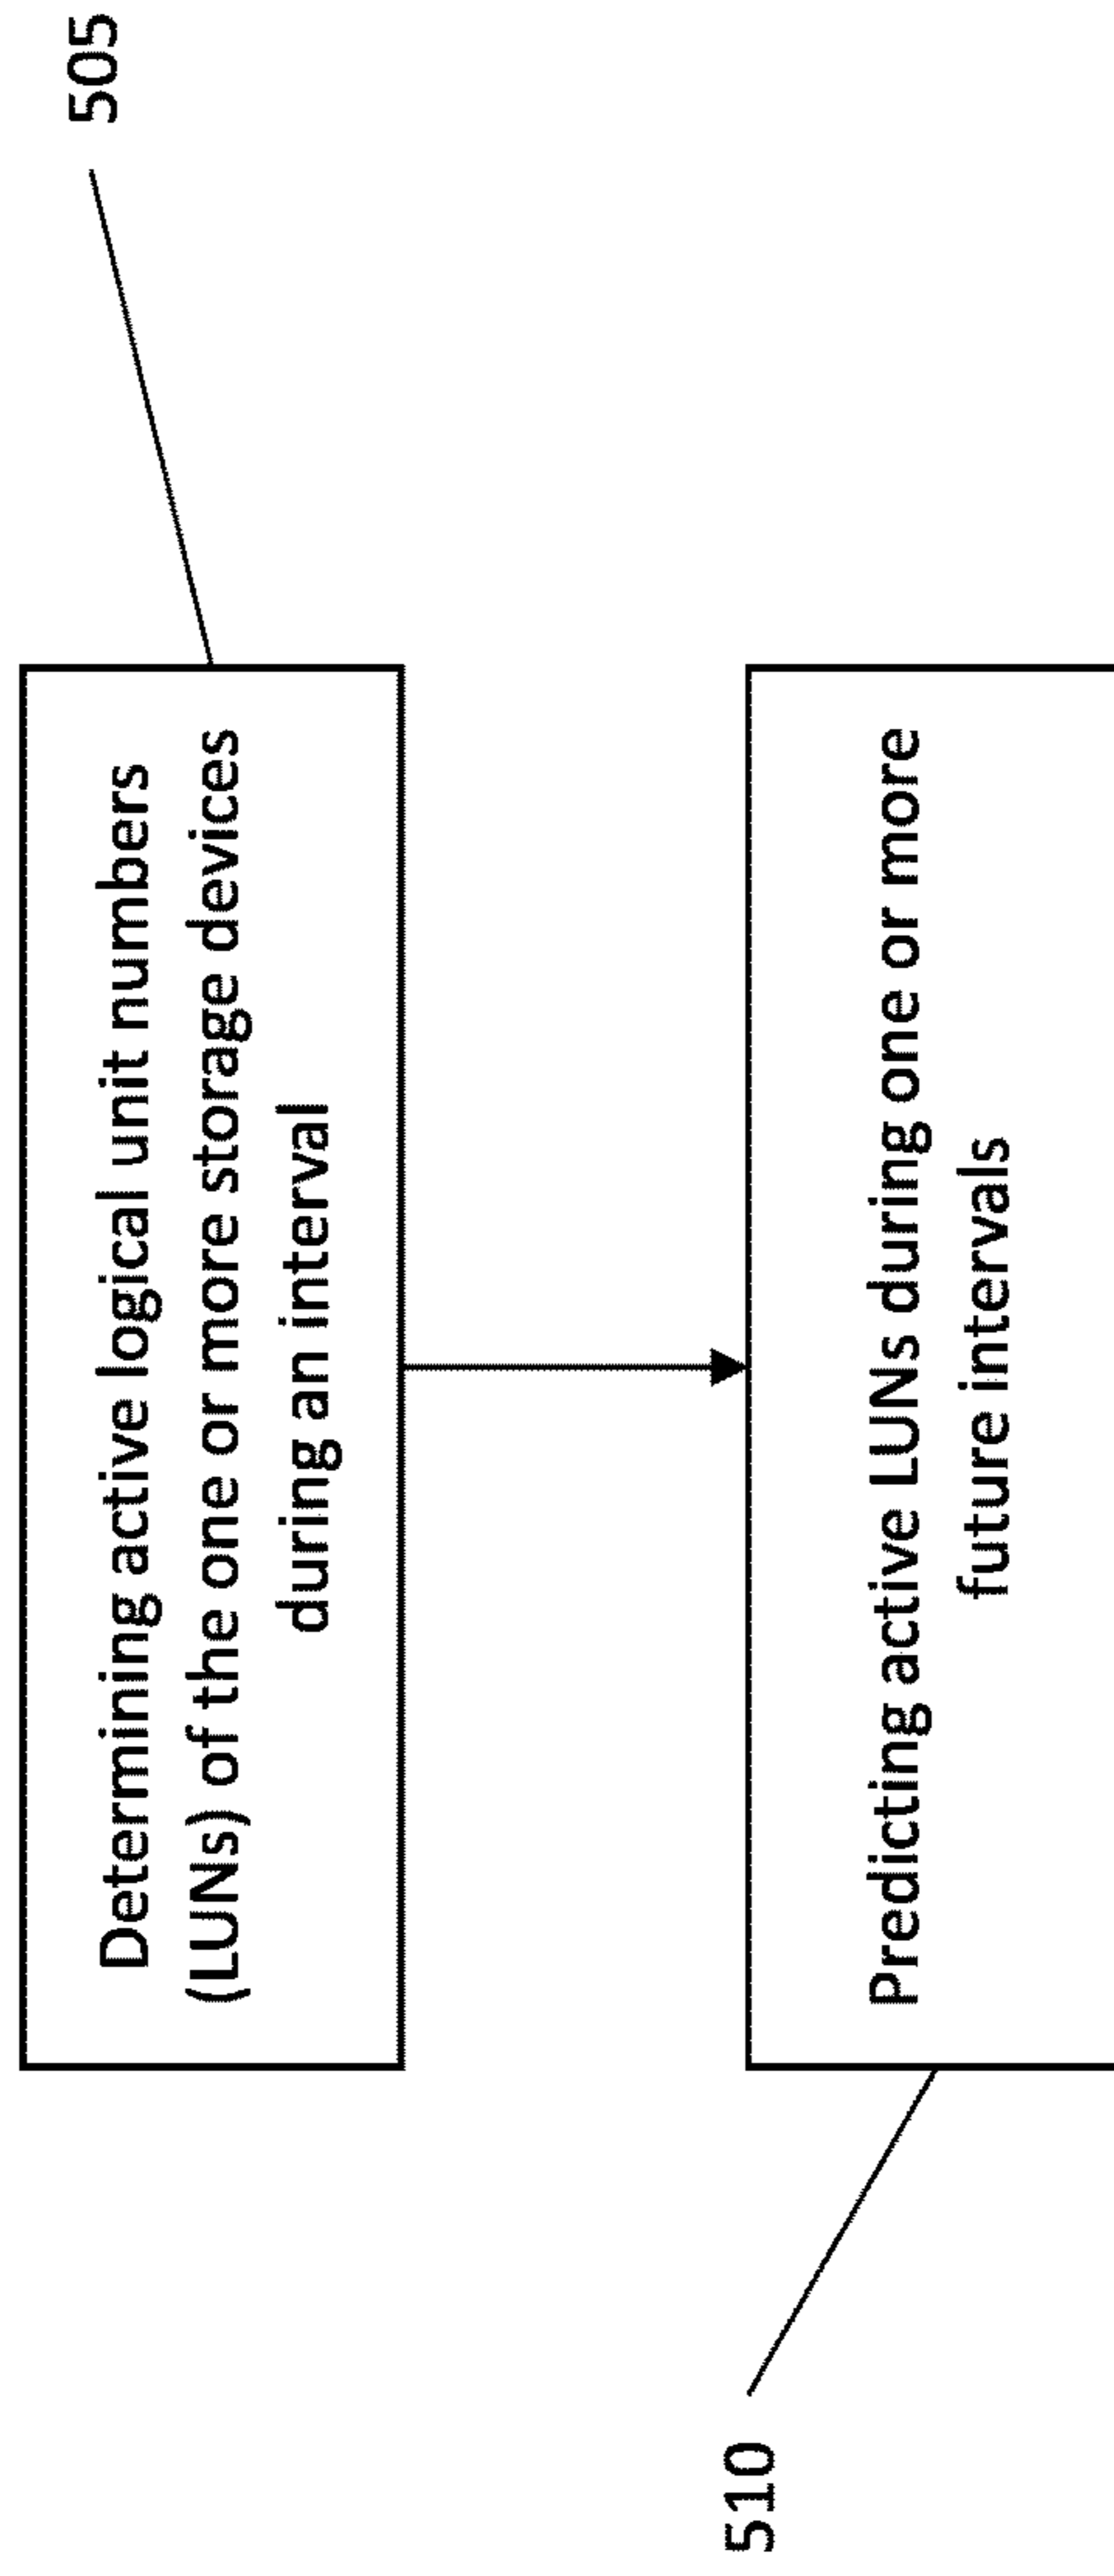 505
Determining active logical unit numbers
(LUNs) of the one or more storage devices
during an interval
510
Predicting active LUNs during one or more
future intervals